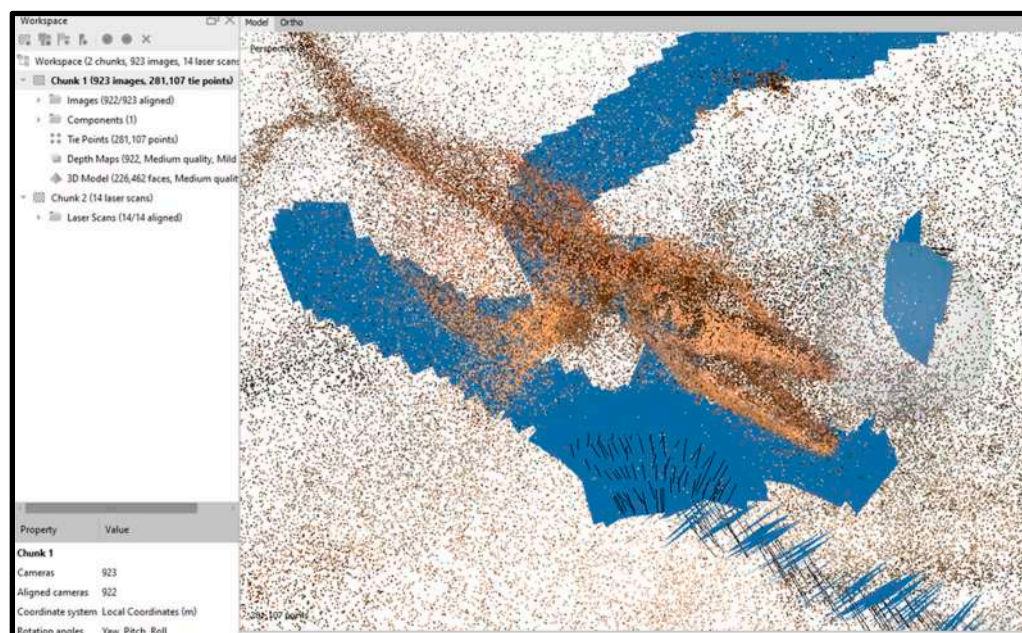 Workspace
Model Ortho
Perspective
Workspace (2 chunks, 923 images, 14 laser scans
Chunk 1 (923 images, 281,107 tie points)
Images (922/923 aligned)
Components (1)
Tie Points (281,107 points)
Depth Maps (922, Medium quality, Mild
3D Model (226,462 faces, Medium qualit
Chunk 2 (14 laser scans)
Laser Scans (14/14 aligned)
Property Value
Chunk 1
Cameras 923
Aligned cameras 922
Coordinate system Local Coordinates (m)
Rotation angles Yaw, Pitch, Roll
281,107 points